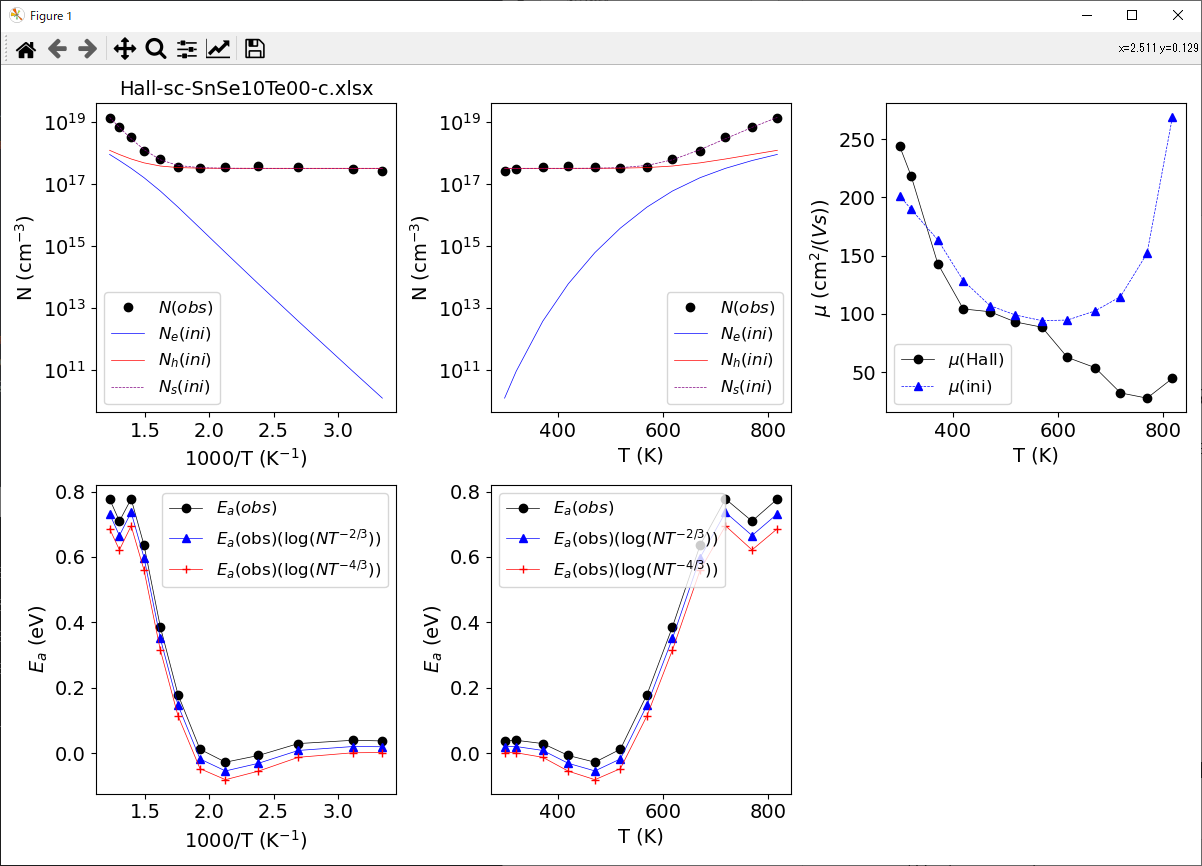 Figure 1
x=2.511 y=0.129
Hall-sc-SnSe10Te00-c.xlsx
10^19
10^17
10^15
10^13
10^11
N (cm^−3)
N(obs)
N_e(ini)
N_h(ini)
N_s(ini)
1.5 2.0 2.5 3.0
1000/T (K^−1)
10^19
10^17
10^15
10^13
10^11
N (cm^−3)
N(obs)
N_e(ini)
N_h(ini)
N_s(ini)
400 600 800
T (K)
250
200
150
100
50
μ (cm^2/(Vs))
μ(Hall)
μ(ini)
400 600 800
T (K)
0.8
0.6
0.4
0.2
0.0
E_a (eV)
E_a(obs)
E_a(obs)(log(NT^−2/3))
E_a(obs)(log(NT^−4/3))
1.5 2.0 2.5 3.0
1000/T (K^−1)
0.8
0.6
0.4
0.2
0.0
E_a (eV)
E_a(obs)
E_a(obs)(log(NT^−2/3))
E_a(obs)(log(NT^−4/3))
400 600 800
T (K)